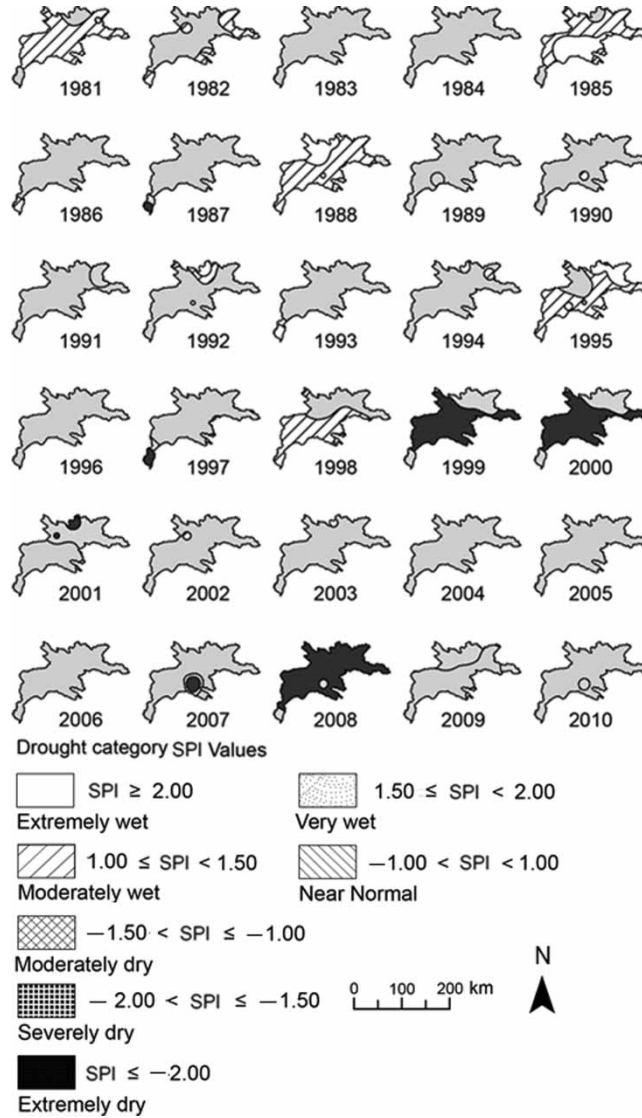 1981 1982 1983 1984 1985
1986 1987 1988 1989 1990
1991 1992 1993 1994 1995
1996 1997 1998 1999 2000
2001 2002 2003 2004 2005
2006 2007 2008 2009 2010
Drought category SPI Values
SPI ≥ 2.00
Extremely wet
1.50 ≤ SPI < 2.00
Very wet
1.00 ≤ SPI < 1.50
Moderately wet
—1.00 < SPI < 1.00
Near Normal
—1.50 < SPI ≤ —1.00
Moderately dry
— 2.00 < SPI ≤ —1.50
Severely dry
SPI ≤ —2.00
Extremely dry
N
0 100 200 km